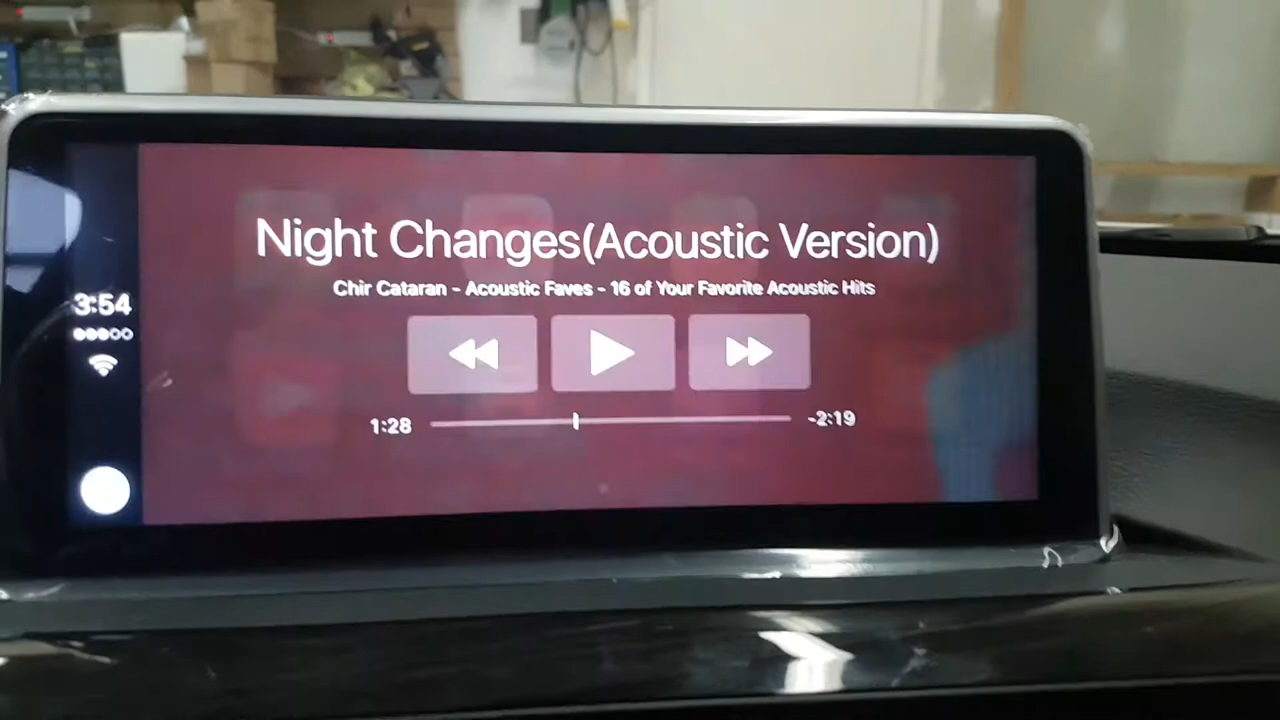 Night Changes(Acoustic Version)
Chir Cataran - Acoustic Faves - 16 of Your Favorite Acoustic Hits
3:54
1:28
-2:19